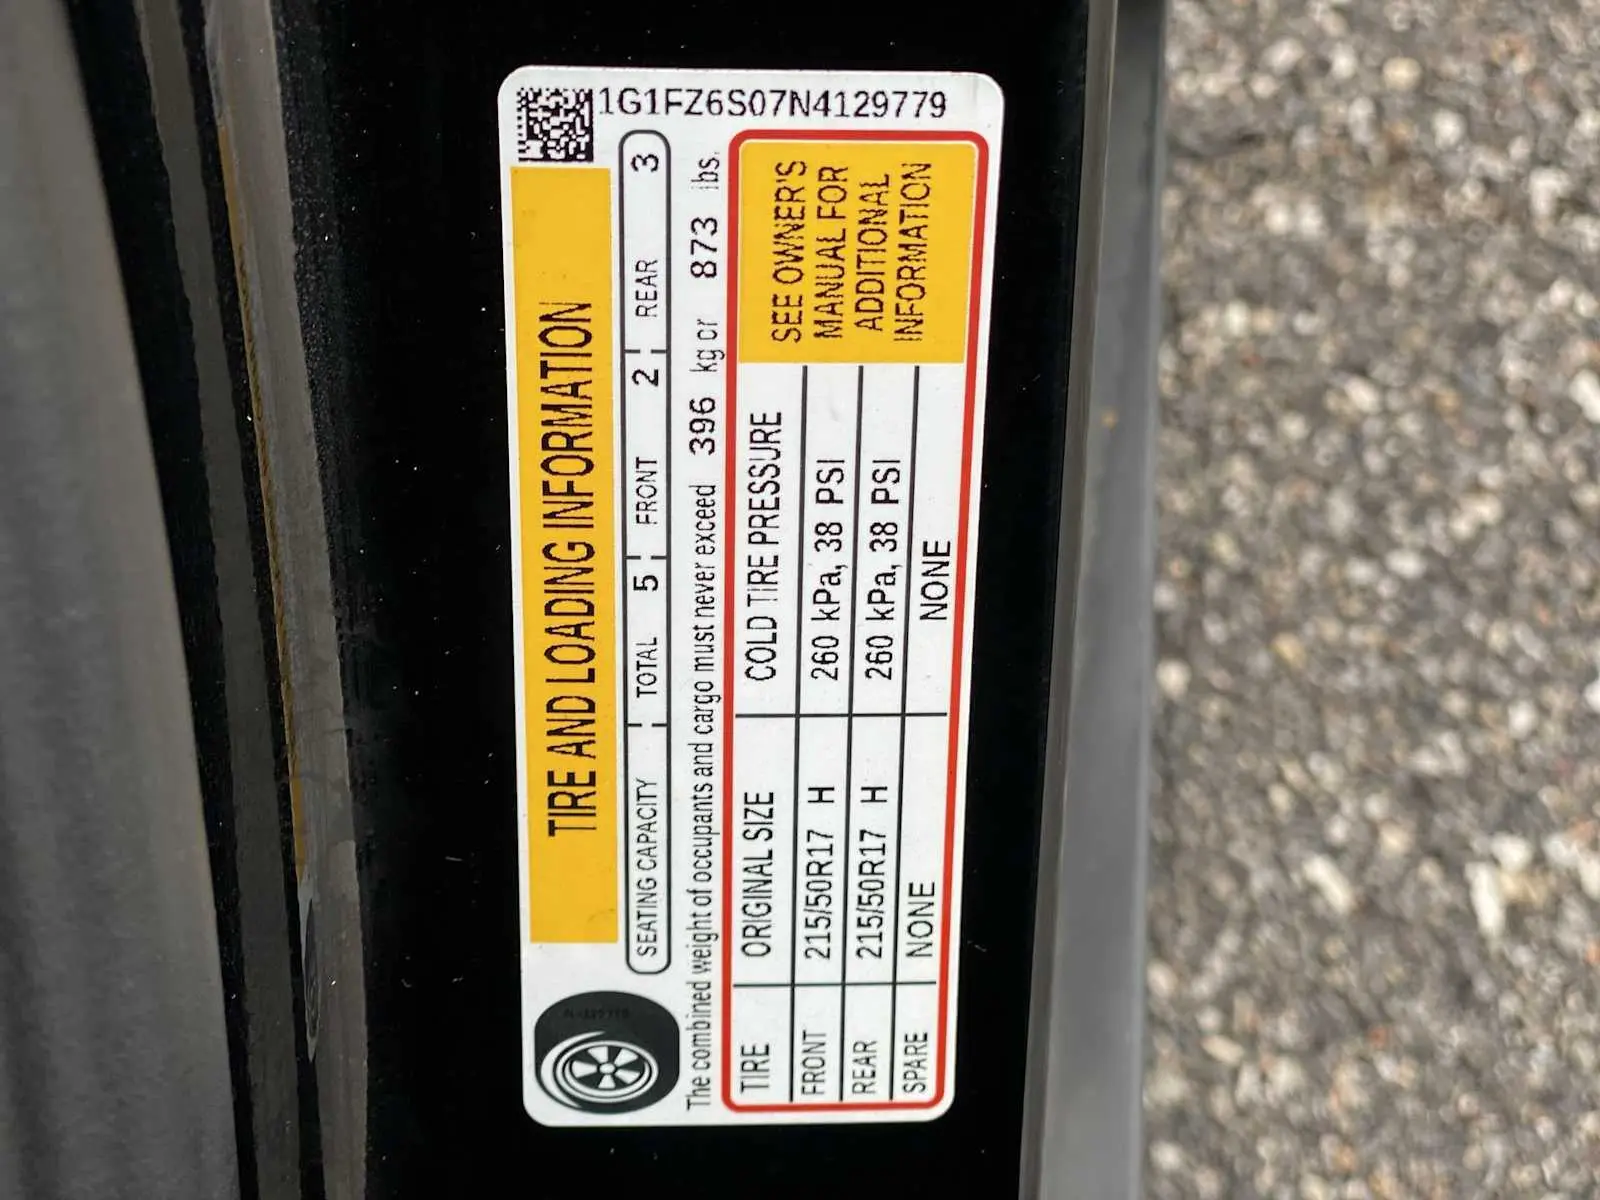 1G1FZ6S07N4129779
TIRE AND LOADING INFORMATION
SEATING CAPACITY TOTAL 5 FRONT 2 REAR 3
The combined weight of occupants and cargo must never exceed 396 kg or 873 lbs.
TIRE ORIGINAL SIZE COLD TIRE PRESSURE
FRONT 215/50R17 H 260 kPa, 38 PSI
REAR 215/50R17 H 260 kPa, 38 PSI
SPARE NONE NONE
SEE OWNER'S
MANUAL FOR
ADDITIONAL
INFORMATION